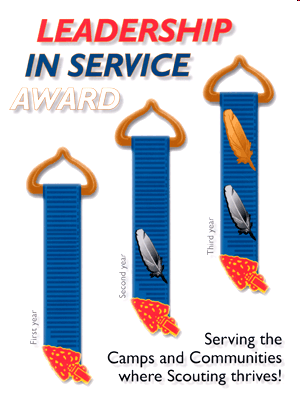 LEADERSHIP
IN SERVICE
AWARD
First year
Second year
Third year
Serving the
Camps and Communities
where Scouting thrives!